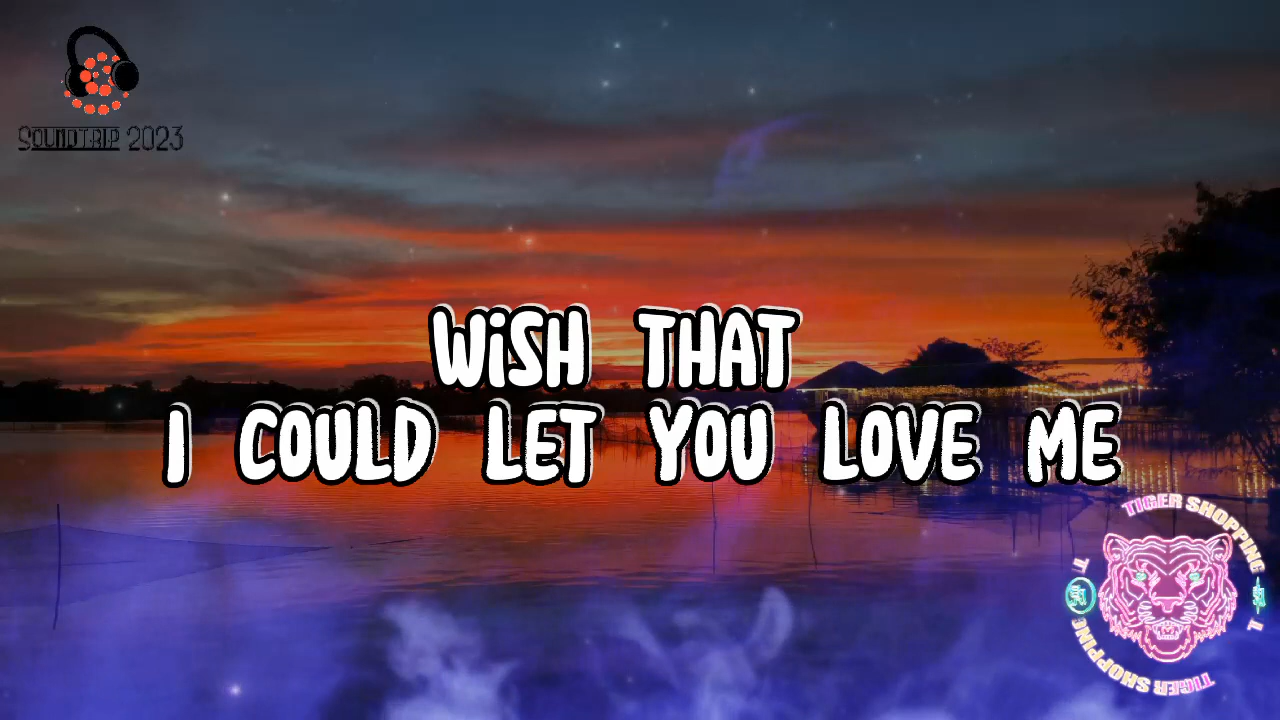 SOUNDTRIP 2023
WiSH THAT
I COULD LET YOU LOVE ME
TIGER SHOPPING
TIGER SHOPPING